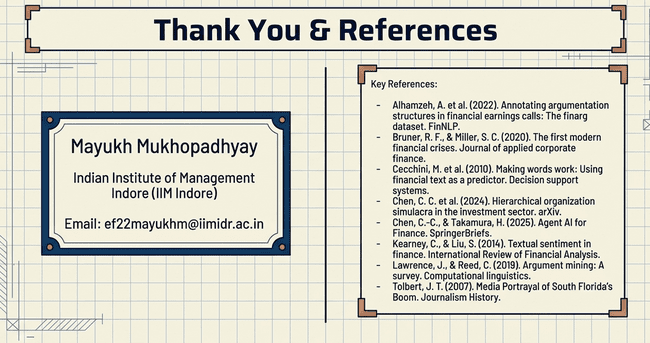 Thank You & References
Mayukh Mukhopadhyay
Indian Institute of Management
Indore (IIM Indore)
Email: ef22mayukhm@iimidr.ac.in
Key References:
- Alhamzeh, A. et al. (2022). Annotating argumentation
structures in financial earnings calls: The finarg
dataset. FinNLP.
- Bruner, R. F., & Miller, S. C. (2020). The first modern
financial crises. Journal of applied corporate
finance.
- Cecchini, M. et al (2010). Making words work: Using
financial text as a predictor. Decision support
systems.
- Chen, C. C. et al. (2024). Hierarchical organization
simulacra in the investment sector. arXiv.
- Chen, C.-C., & Takamura, H. (2025). Agent AI for
Finance. SpringerBriefs.
- Kearney, C., & Liu, S. (2014). Textual sentiment in
finance. International Review of Financial Analysis.
- Lawrence, J., & Reed, C. (2019). Argument mining: A
survey. Computational linguistics.
- Tolbert, J. T. (2007). Media Portrayal of South Florida's
Boom. Journalism History.